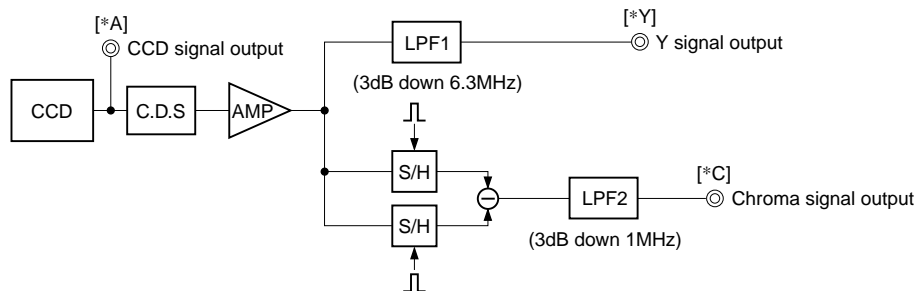 [*A]
CCD signal output
[*Y]
Y signal output
LPF1
(3dB down 6.3MHz)
CCD
C.D.S
AMP
S/H
S/H
[*C]
LPF2
Chroma signal output
(3dB down 1MHz)